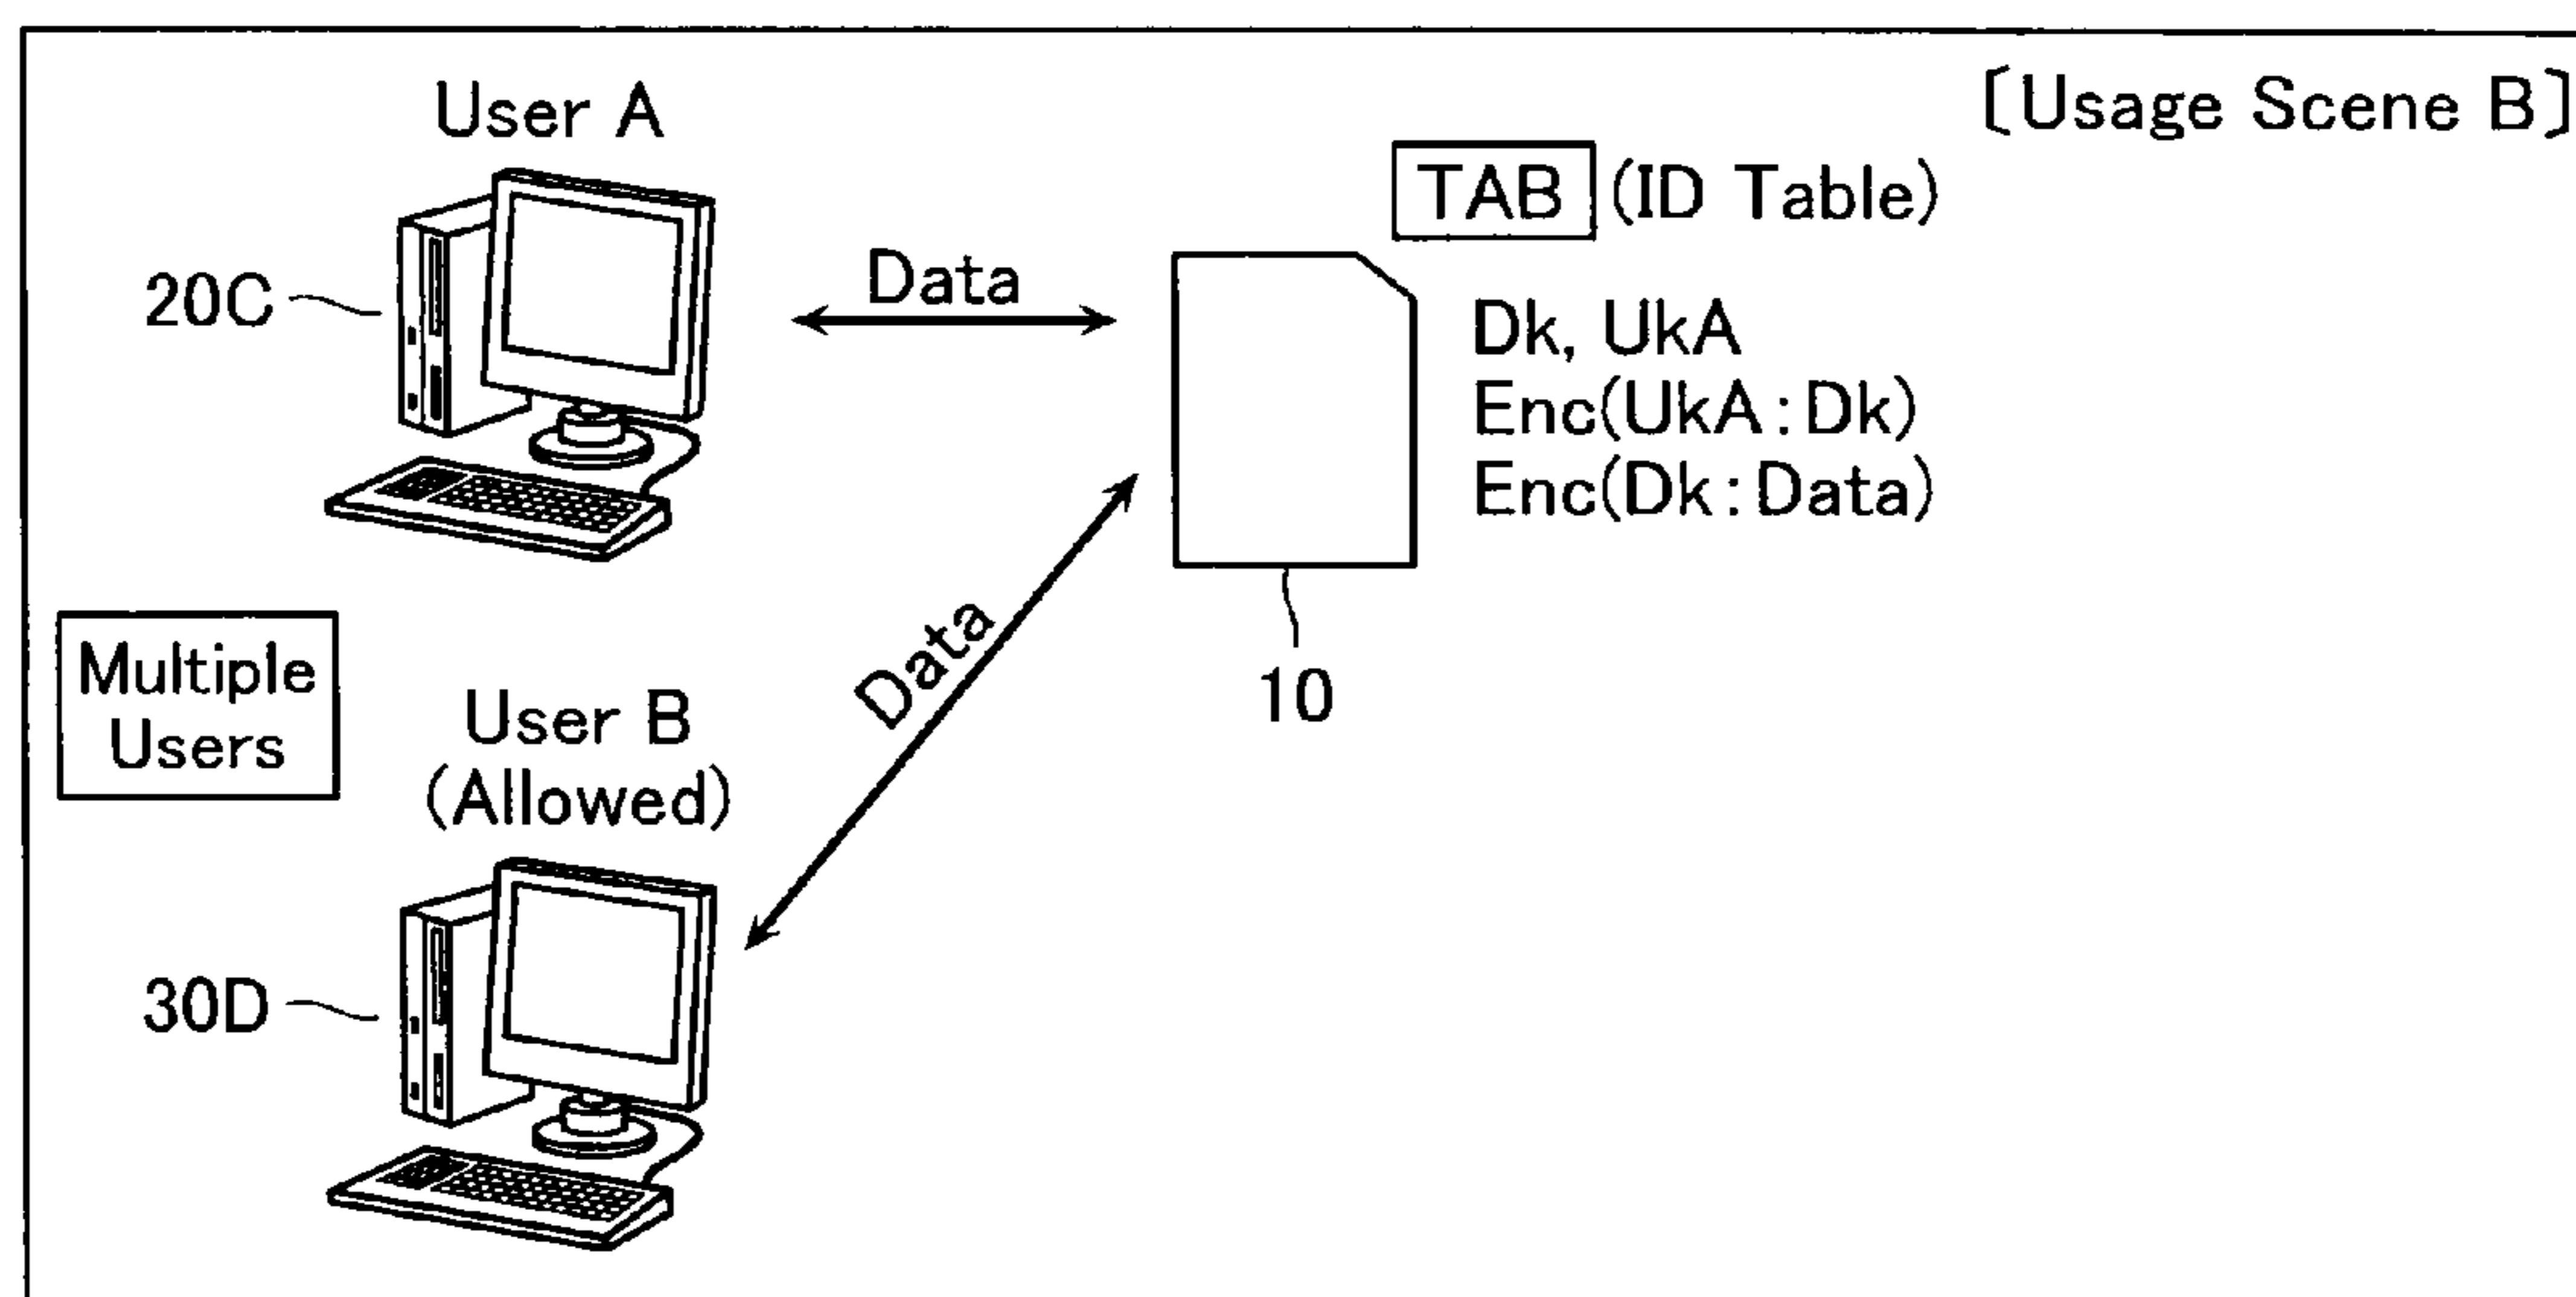 〔Usage Scene B〕
User A
TAB (ID Table)
20C
Data
Dk, UkA
Enc(UkA:Dk)
Enc(Dk:Data)
10
Data
Multiple
Users
User B
(Allowed)
30D